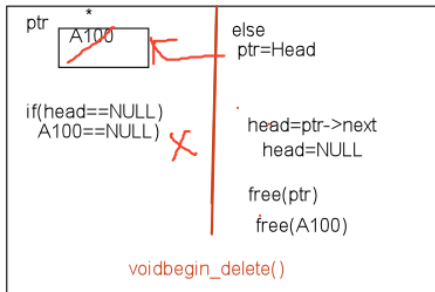 ptr
*
A100
if(head==NULL)
A100==NULL)
else
ptr=Head
head=ptr->next
head=NULL
free(ptr)
free(A100)
voidbegin_delete()